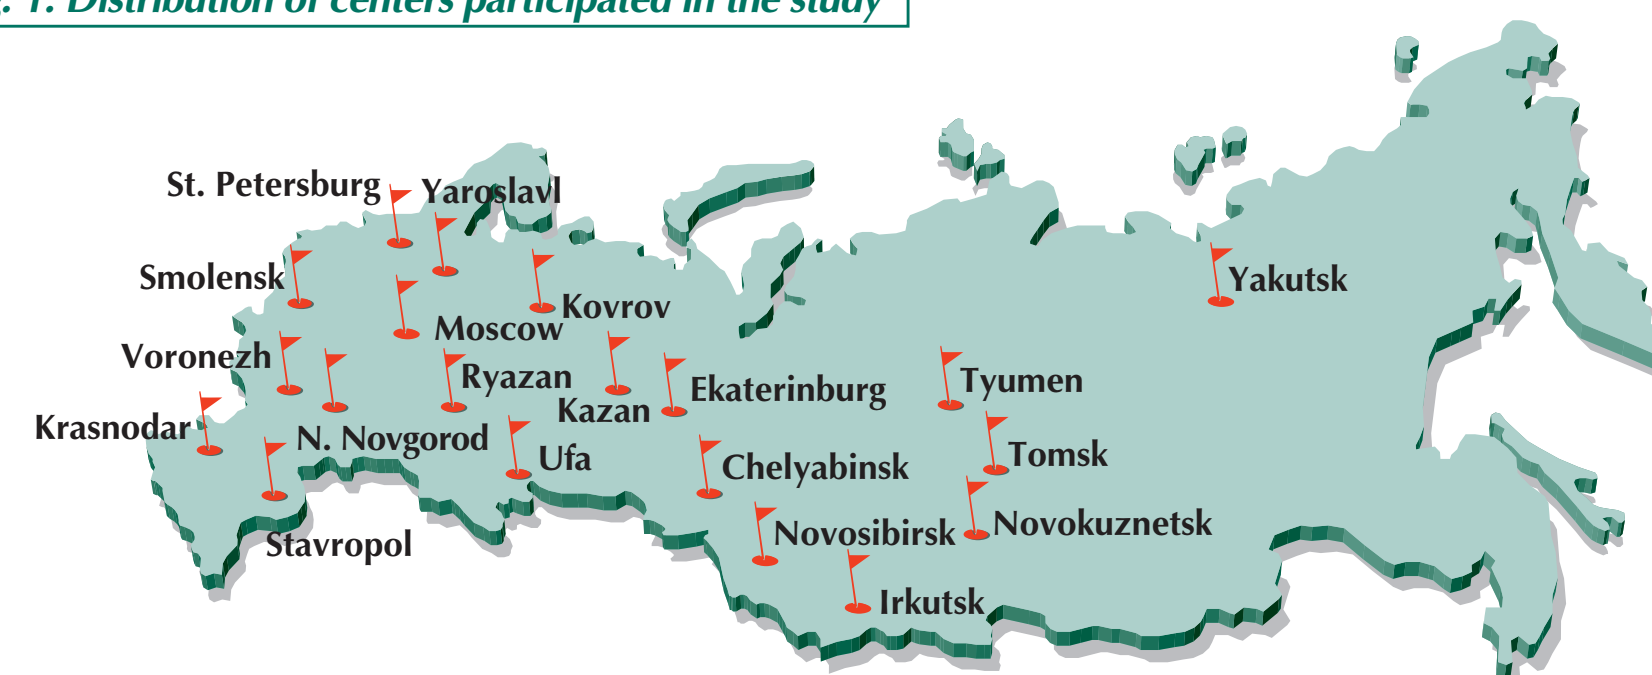 . 1. Distribution of centers participated in the study
St. Petersburg
Yaroslavl
Smolensk
Yakutsk
Kovrov
Moscow
Voronezh
Ryazan
Tyumen
Ekaterinburg
Kazan
Krasnodar
N. Novgorod
Ufa
Tomsk
Chelyabinsk
Novosibirsk
Novokuznetsk
Stavropol
Irkutsk